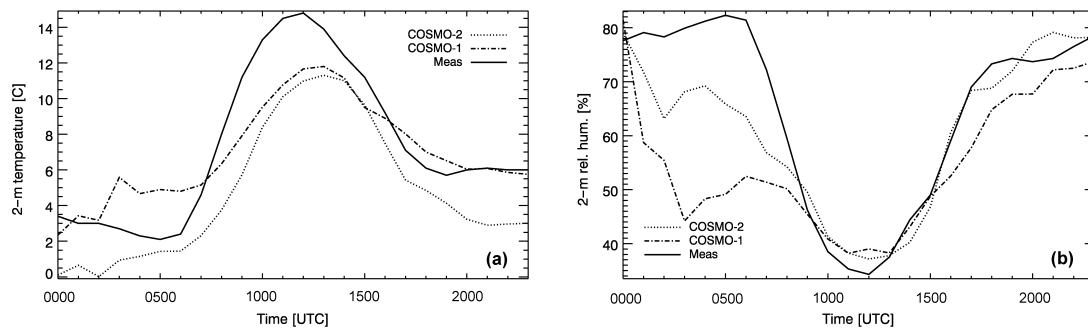 14
12
10
8
6
4
2
0
2-m temperature [C]
COSMO-2
COSMO-1
Meas
(a)
0000
0500
1000
1500
2000
Time [UTC]
80
70
60
50
40
2-m rel. hum. [%]
COSMO-2
COSMO-1
Meas
(b)
0000
0500
1000
1500
2000
Time [UTC]